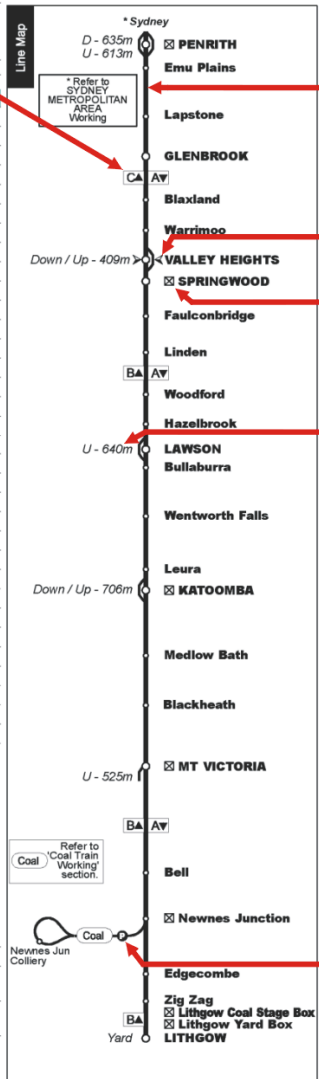 Line Map
* Sydney
D - 635m
U - 613m
☒ PENRITH
Emu Plains
* Refer to
SYDNEY
METROPOLITAN
AREA
Working
Lapstone
GLENBROOK
C▲ A▼
Blaxland
Warrimoo
Down / Up - 409m
VALLEY HEIGHTS
☒ SPRINGWOOD
Faulconbridge
Linden
B▲ A▼
Woodford
Hazelbrook
U - 640m
LAWSON
Bullaburra
Wentworth Falls
Leura
Down / Up - 706m
☒ KATOOMBA
Medlow Bath
Blackheath
☒ MT VICTORIA
U - 525m
B▲ A▼
Coal
Refer to
'Coal Train
Working'
section.
Bell
☒ Newnes Junction
Coal
P
Newnes Jun
Colliery
Edgecombe
Zig Zag
☒ Lithgow Coal Stage Box
B▲
☒ Lithgow Yard Box
Yard
LITHGOW